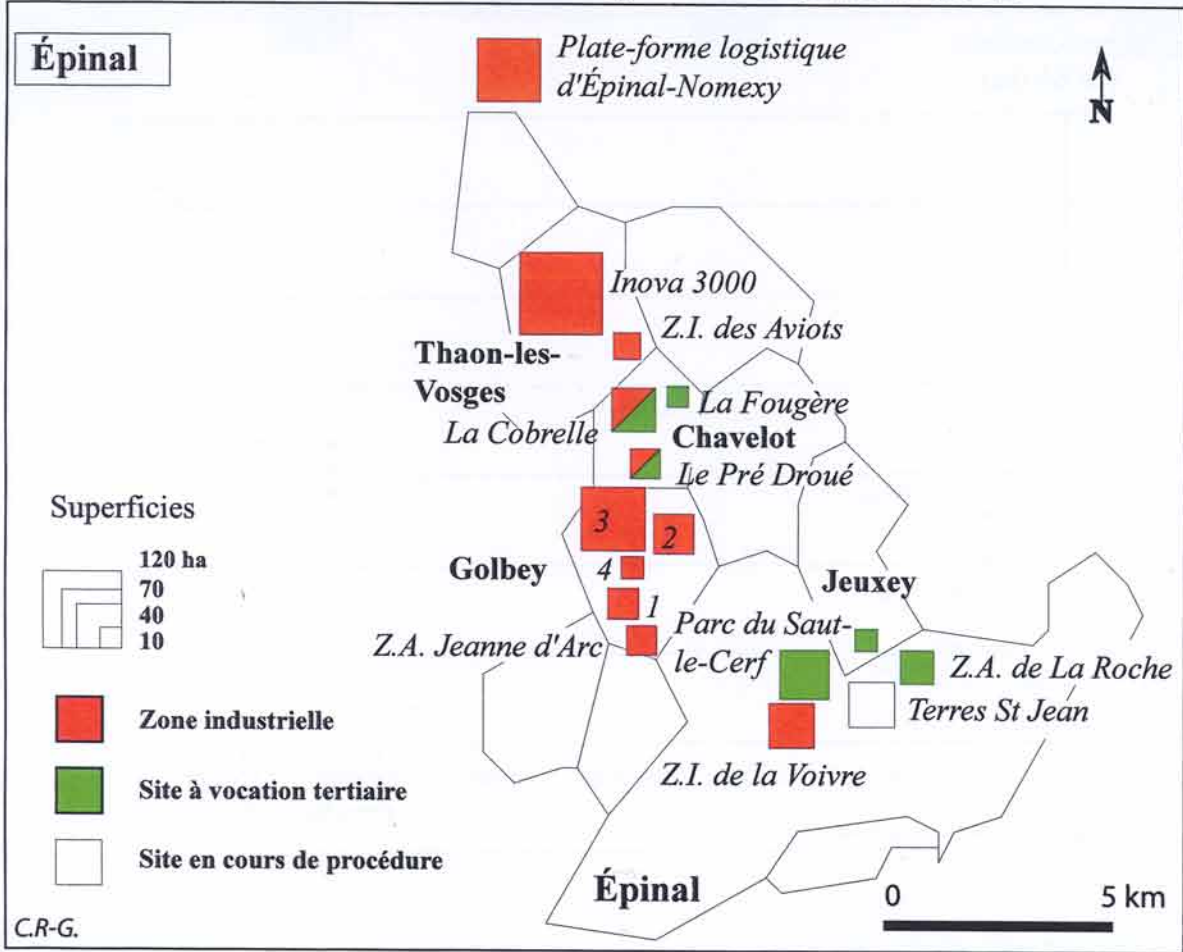 Épinal
Plate-forme logistique
d'Épinal-Nomexy
N
Inova 3000
Z.I. des Aviots
Thaon-les-
Vosges
La Fougère
La Cobrelle
Chavelot
Le Pré Droué
3
2
Golbey
4
1
Jeuxey
Z.A. Jeanne d'Arc
Parc du Saut-
le-Cerf
Z.A. de La Roche
Terres St Jean
Z.I. de la Voivre
Épinal
Superficies
120 ha
70
40
10
Zone industrielle
Site à vocation tertiaire
Site en cours de procédure
0 5 km
C.R-G.